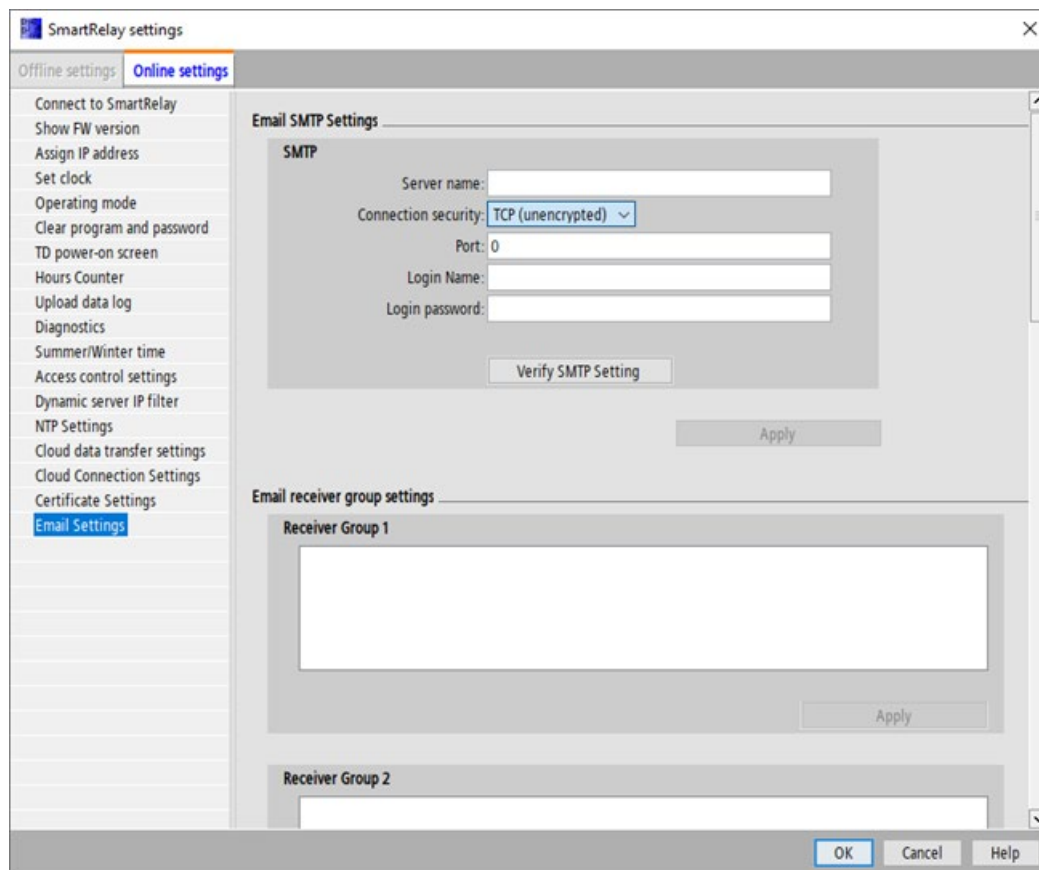 SmartRelay settings
Offline settings
Online settings
Connect to SmartRelay
Show FW version
Assign IP address
Set clock
Operating mode
Clear program and password
TD power-on screen
Hours Counter
Upload data log
Diagnostics
Summer/Winter time
Access control settings
Dynamic server IP filter
NTP Settings
Cloud data transfer settings
Cloud Connection Settings
Certificate Settings
Email Settings
Email SMTP Settings
SMTP
Server name:
Connection security: TCP (unencrypted)
Port: 0
Login Name:
Login password:
Verify SMTP Setting
Apply
Email receiver group settings
Receiver Group 1
Apply
Receiver Group 2
OK Cancel Help